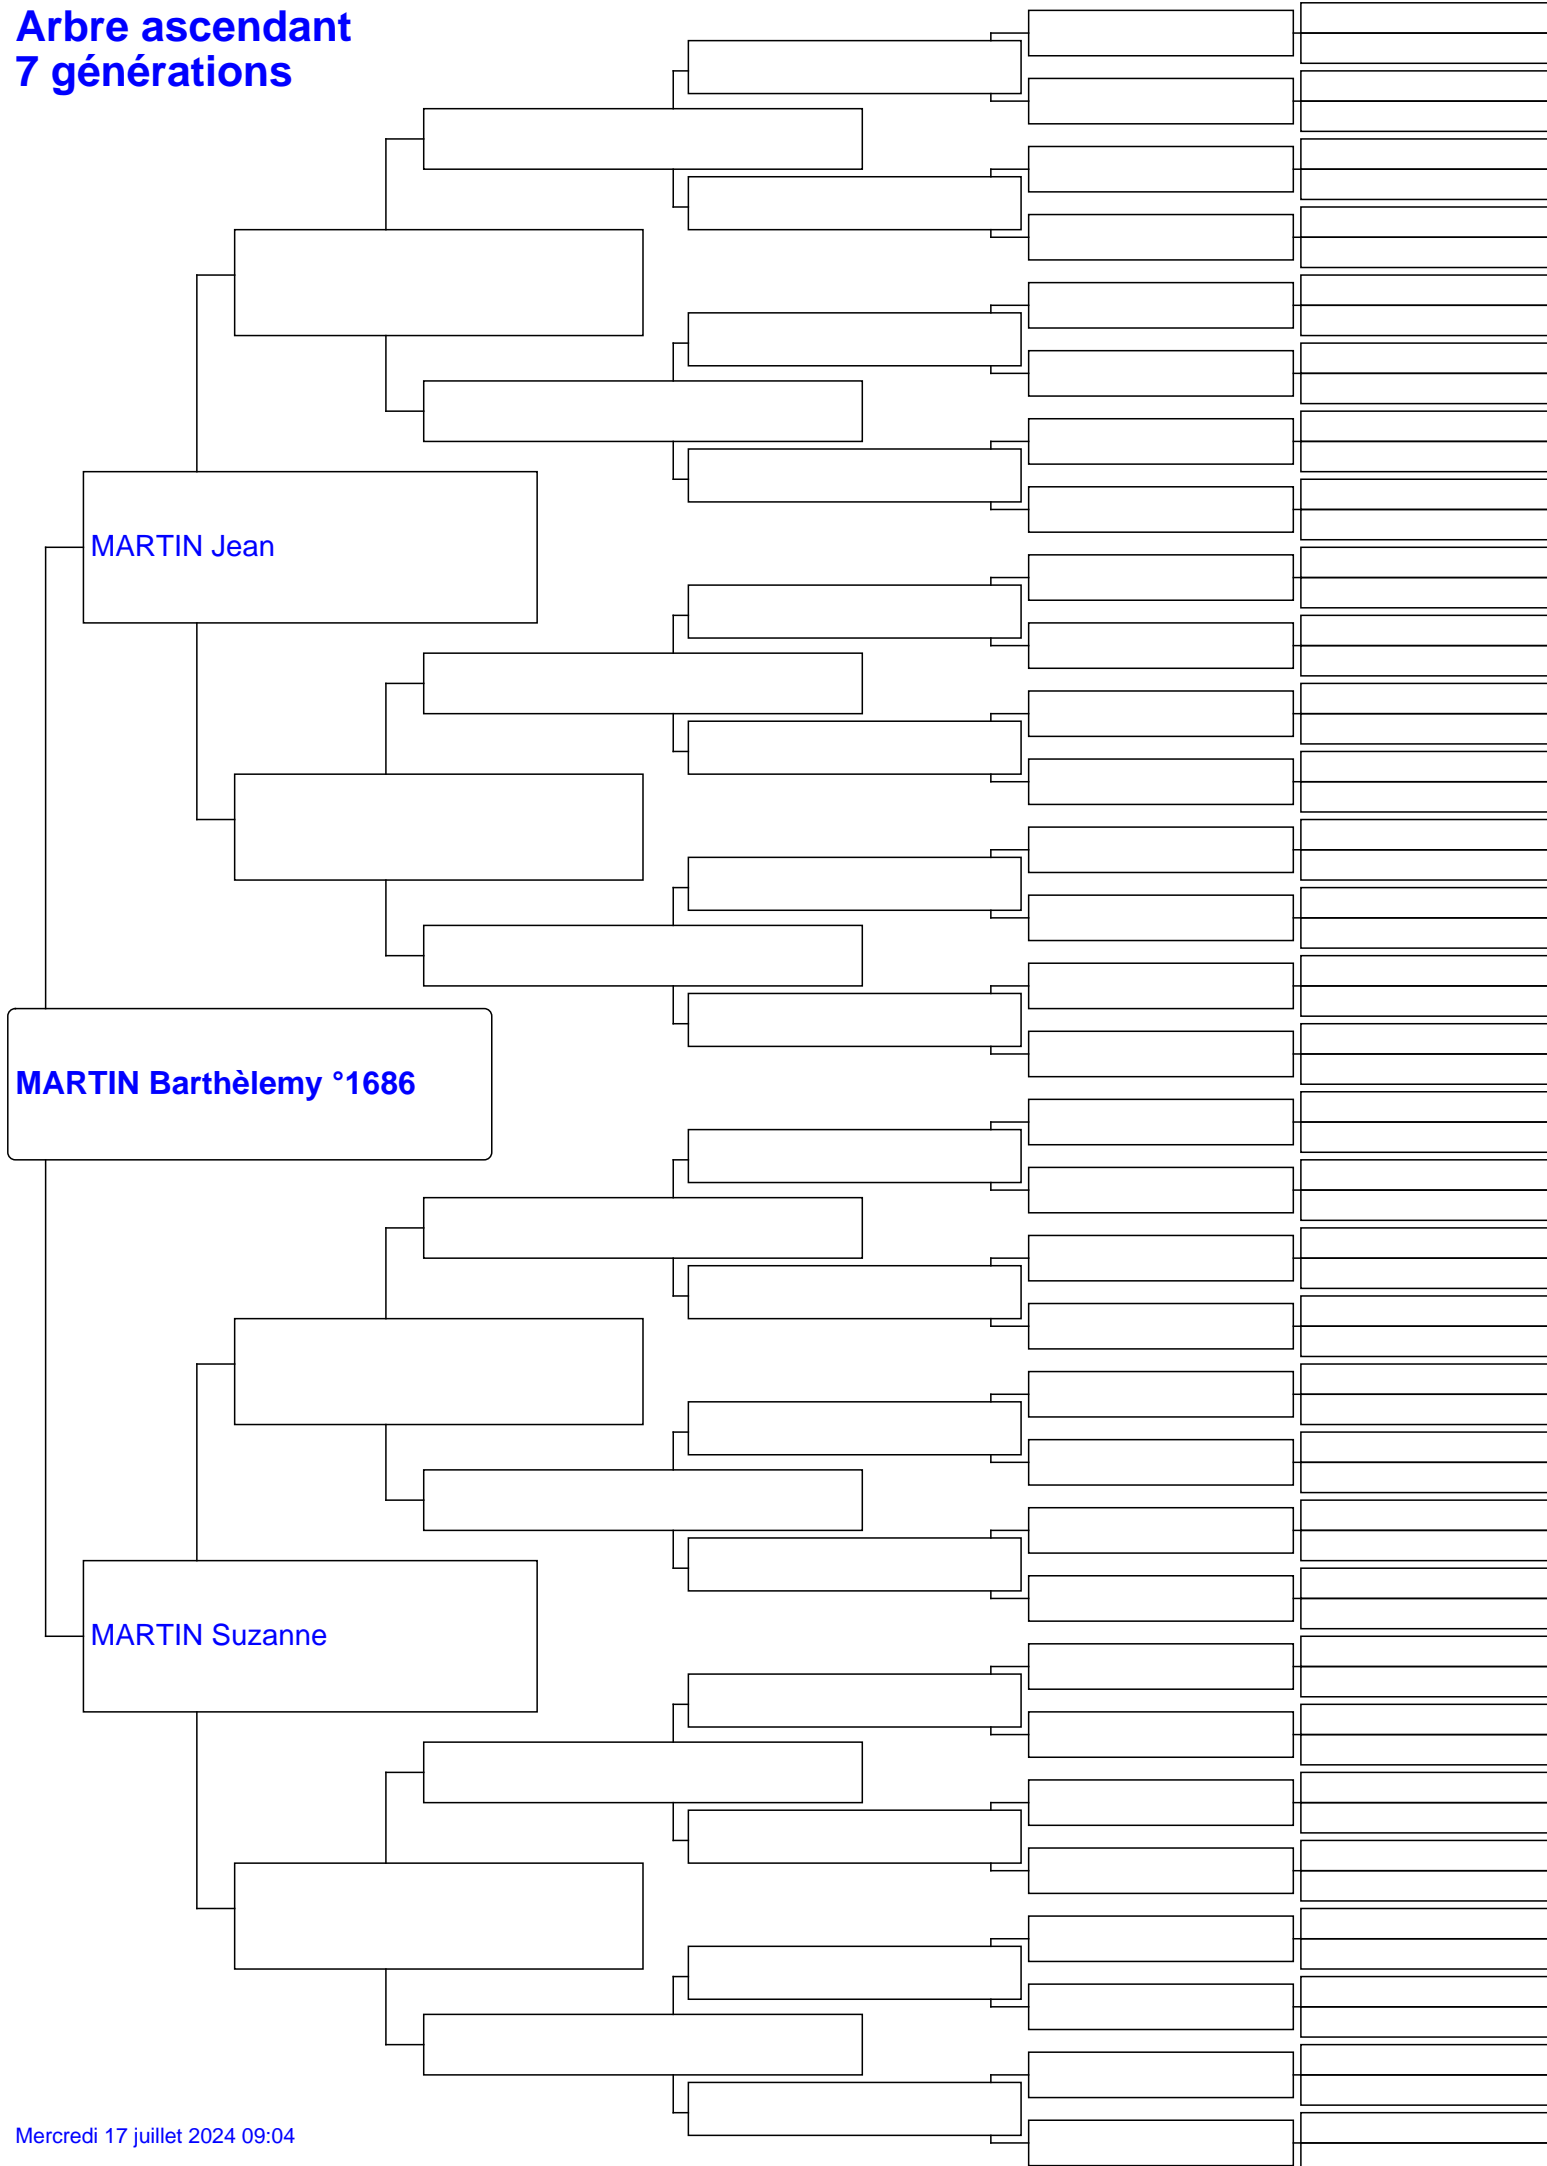 Arbre ascendant
7 générations
MARTIN Jean
MARTIN Barthèlemy °1686
MARTIN Suzanne
Mercredi 17 juillet 2024 09:04